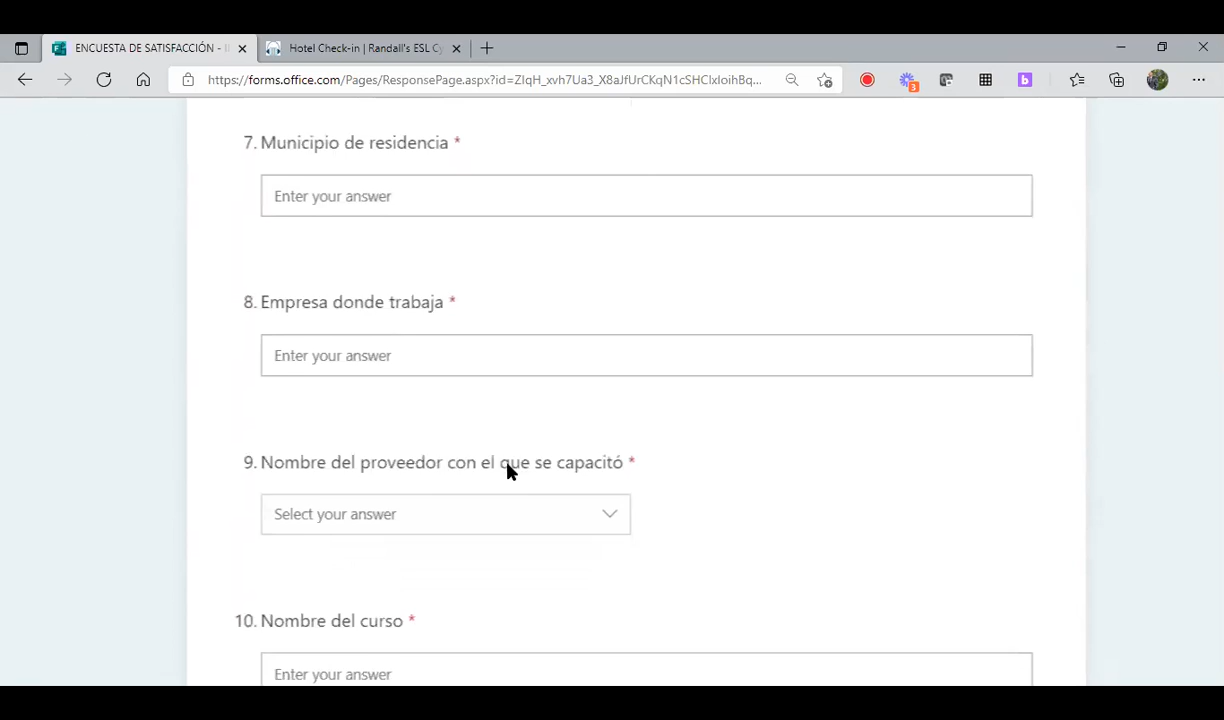 ENCUESTA DE SATISFACCIÓN -
Hotel Check-in | Randall's ESL Cy
https://forms.office.com/Pages/ResponsePage.aspx?id=
3
b
7. Municipio de residencia *
Enter your answer
8. Empresa donde trabaja *
Enter your answer
9. Nombre del proveedor con el que se capacitó *
Select your answer
10. Nombre del curso *
Enter your answer